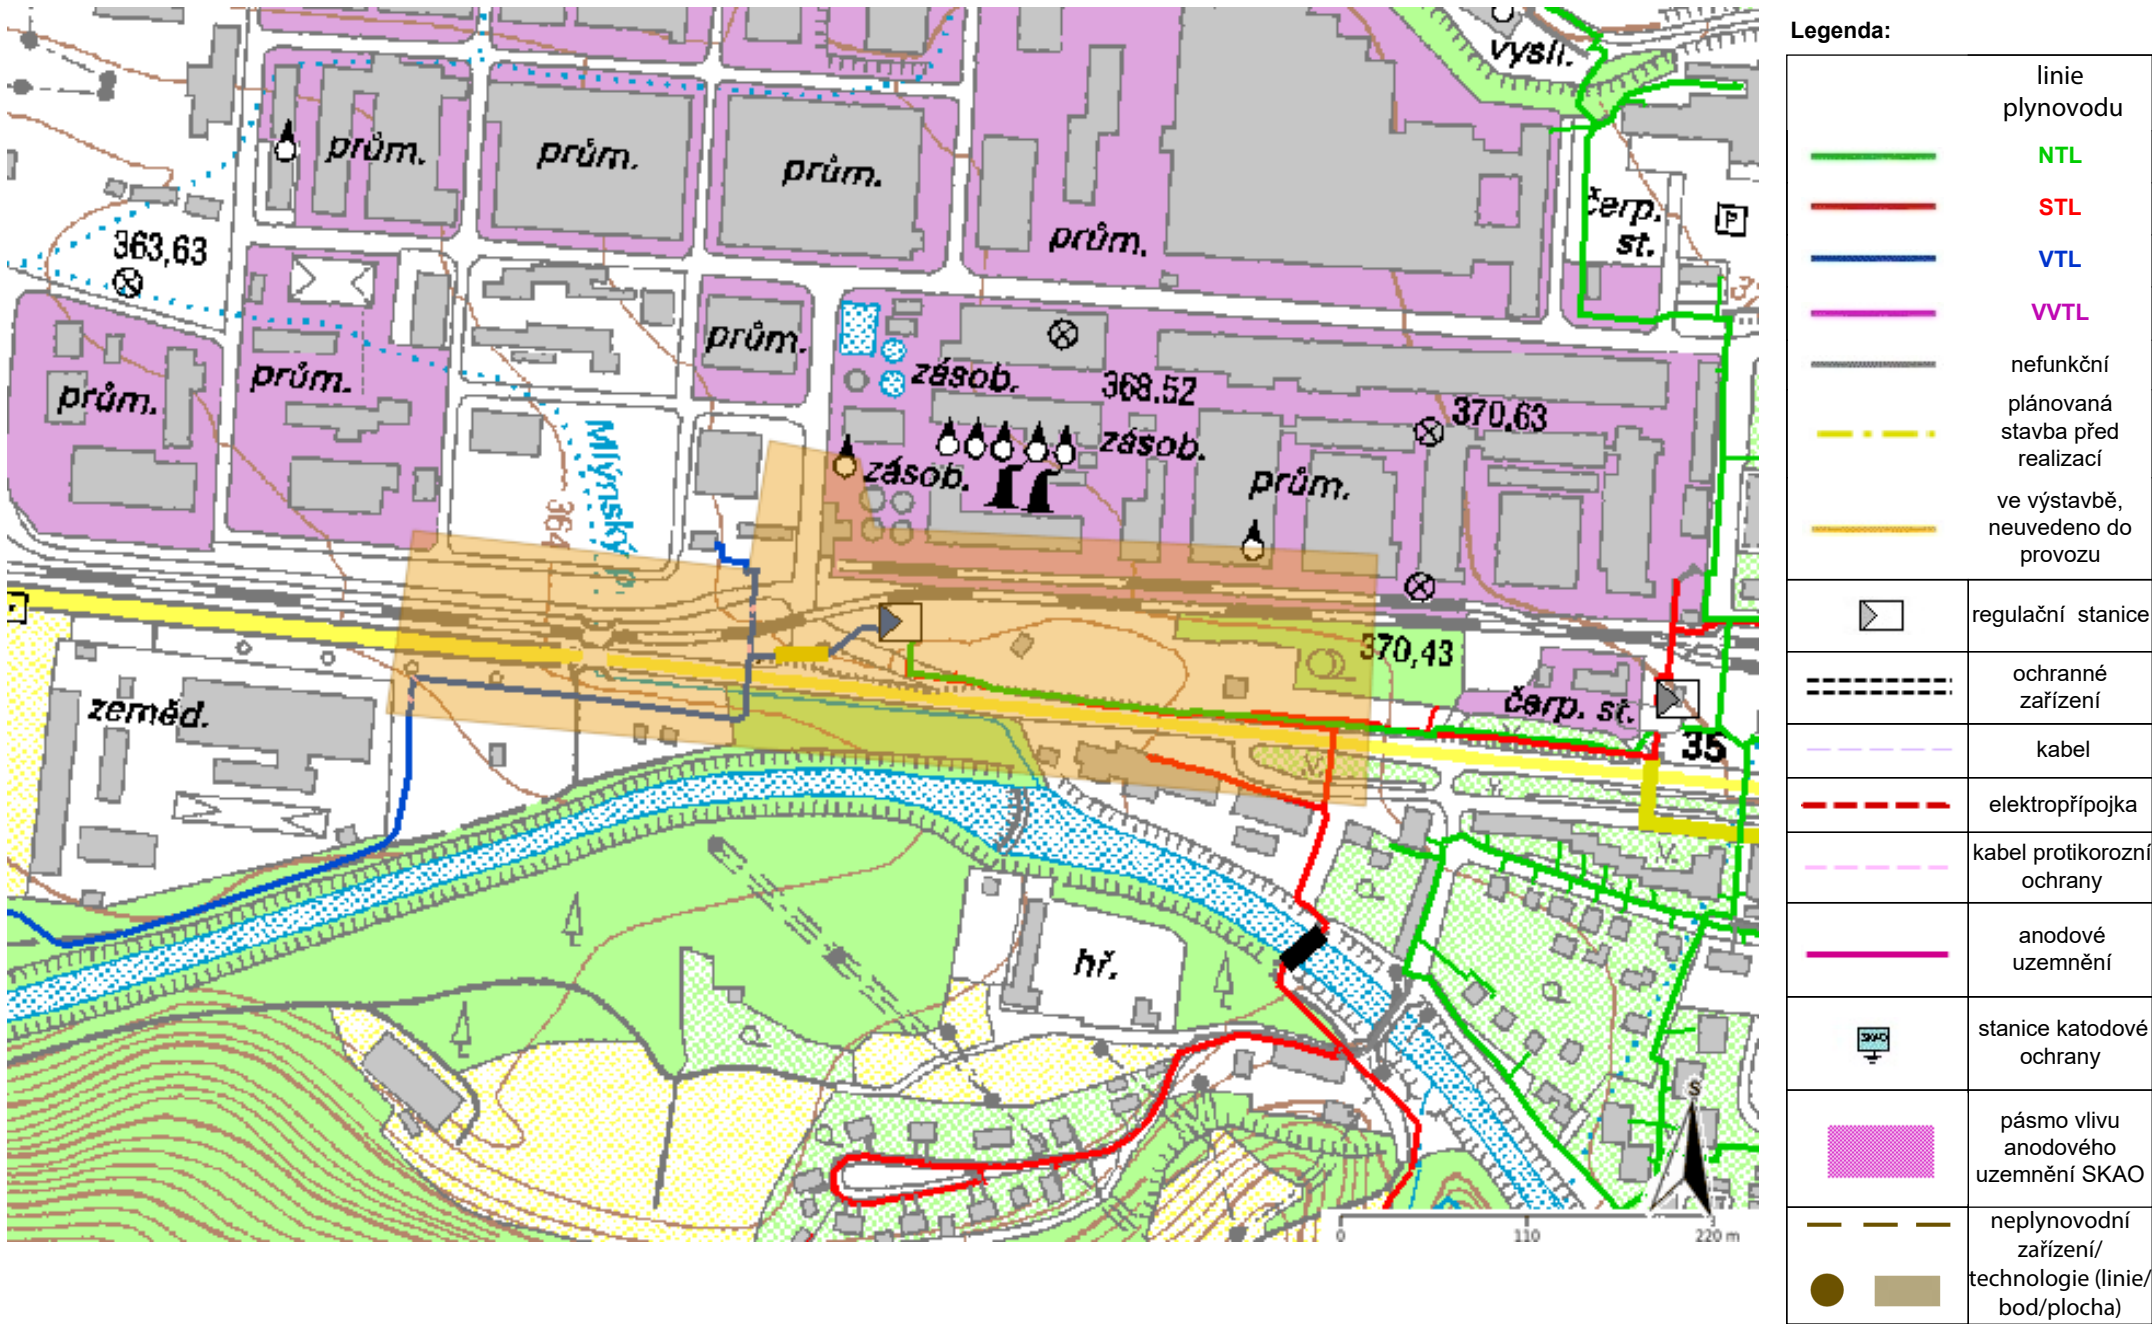 vysíl.
prům.
prům.
prům.
prům.
čerp.
st.
P
363,63
prům.
prům.
prům.
zásob.
368.52
370,63
zásob.
zásob.
prům.
Mlýnský p.
364
370,43
zeměd.
čerp. st.
35
hř.
S
0 110 220 m
Legenda:
linie
plynovodu
NTL
STL
VTL
VVTL
nefunkční
plánovaná
stavba před
realizací
ve výstavbě,
neuvedeno do
provozu
regulační stanice
ochranné
zařízení
kabel
elektropřípojka
kabel protikorozní
ochrany
anodové
uzemnění
SKAO
stanice katodové
ochrany
pásmo vlivu
anodového
uzemnění SKAO
neplynovodní
zařízení/
technologie (linie/
bod/plocha)